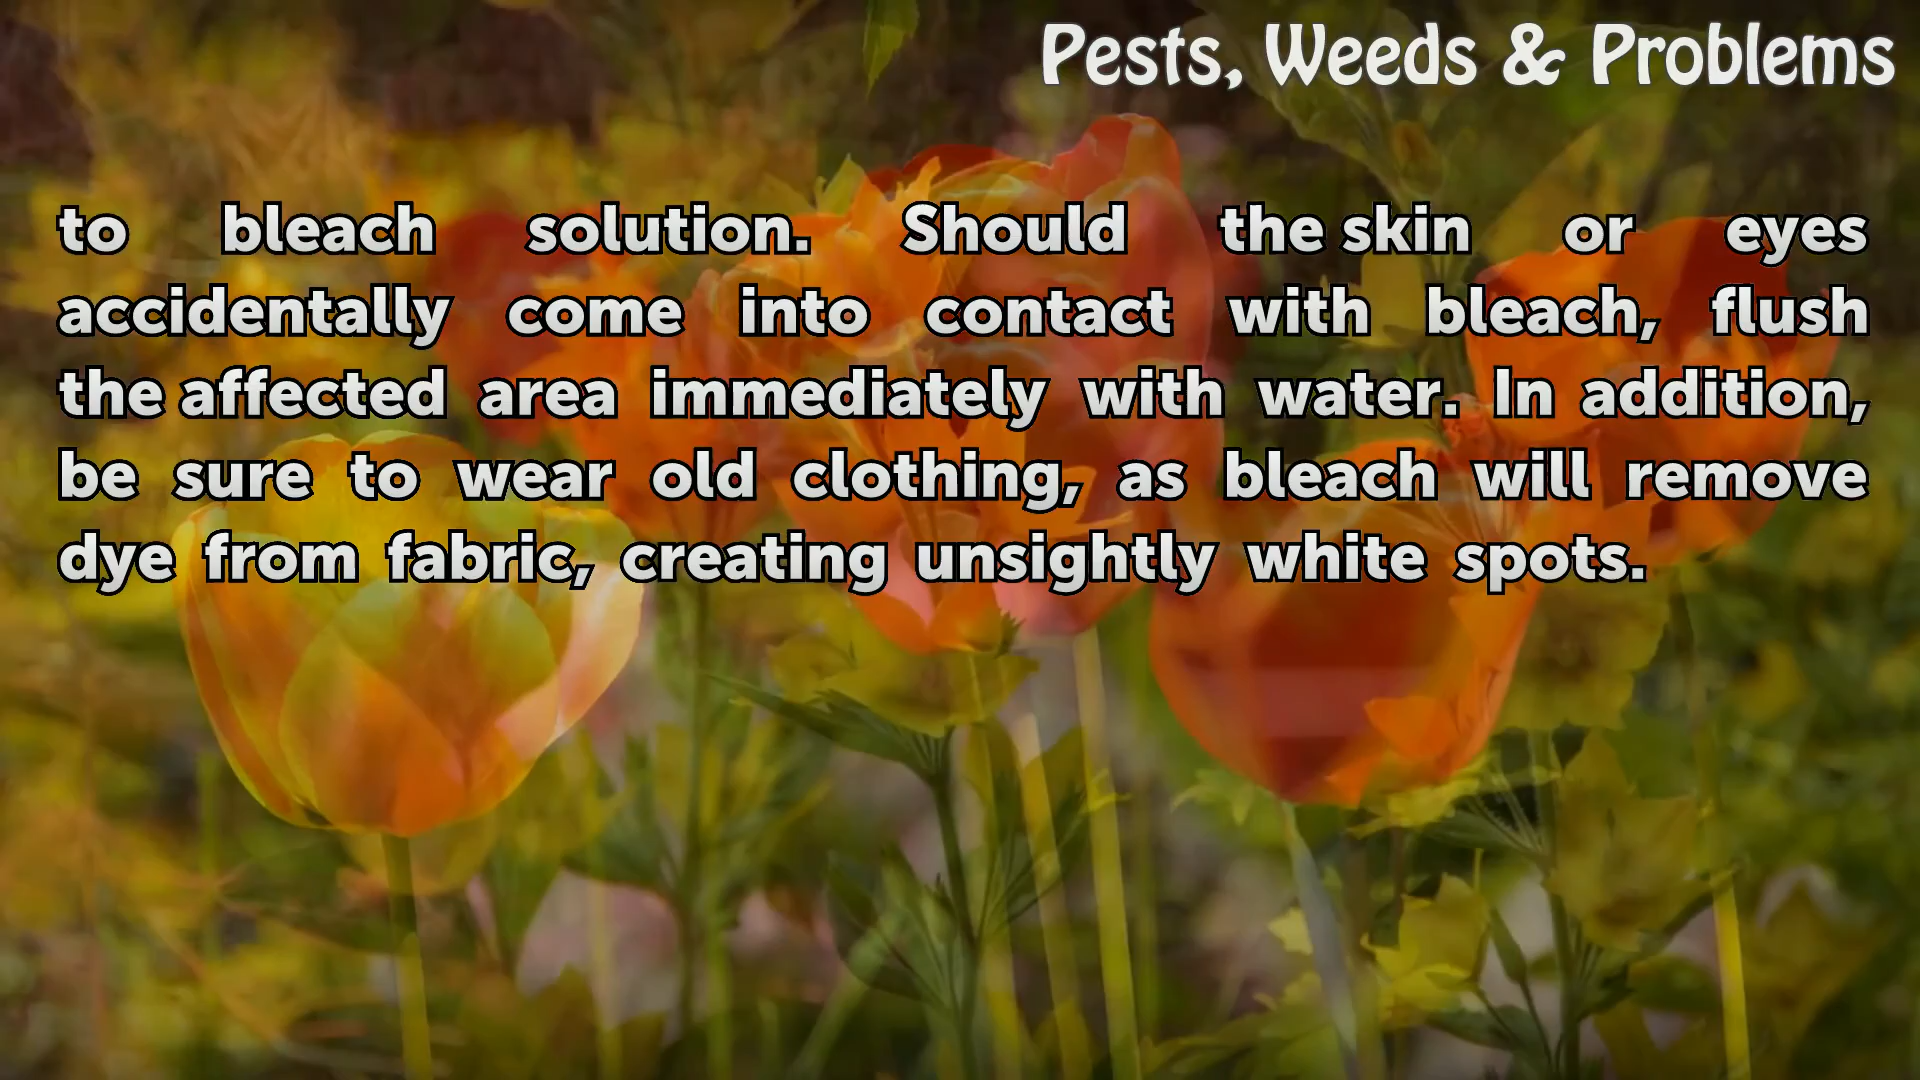 Pests, Weeds & Problems
to bleach solution. Should the skin or eyes
accidentally come into contact with bleach, flush
the affected area immediately with water. In addition,
be sure to wear old clothing, as bleach will remove
dye from fabric, creating unsightly white spots.